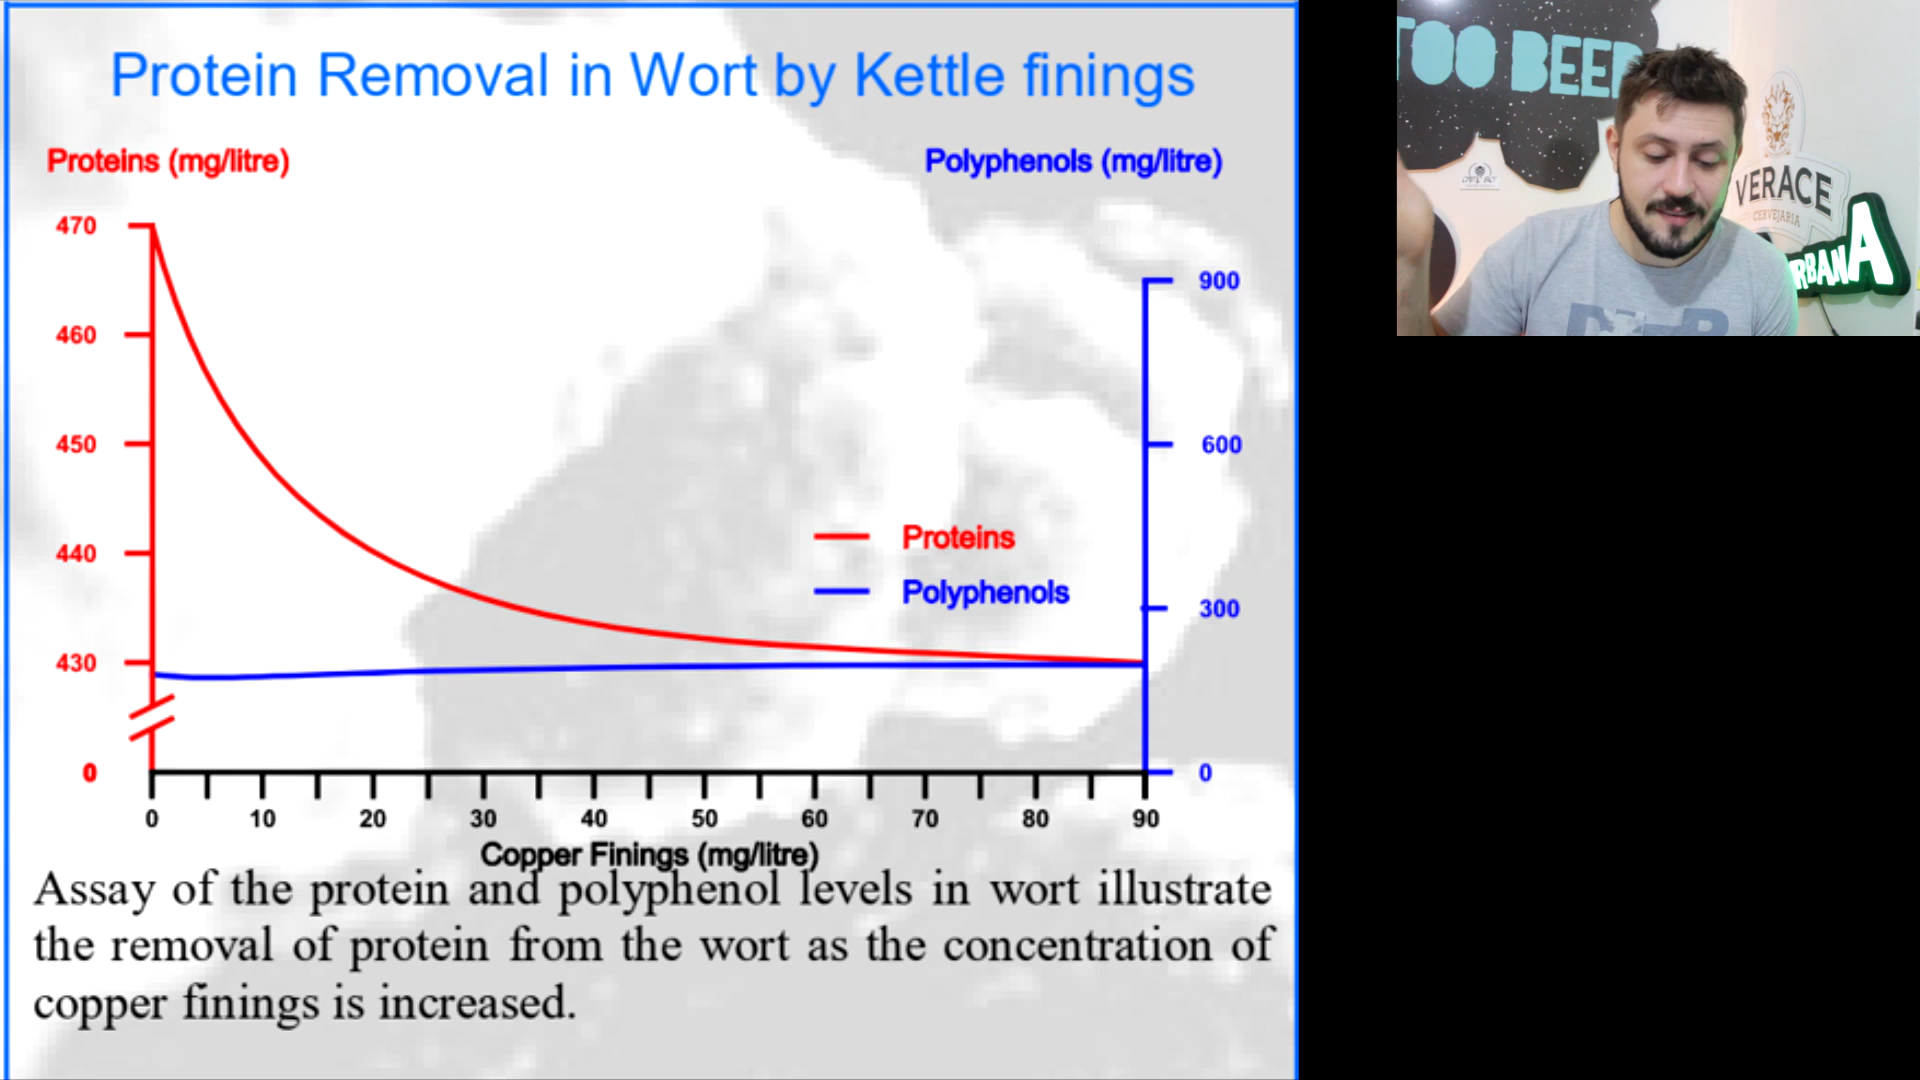 Protein Removal in Wort by Kettle finings
Proteins (mg/litre)
Polyphenols (mg/litre)
470
460
450
440
430
0
900
600
300
0
Proteins
Polyphenols
0 10 20 30 40 50 60 70 80 90
Copper Finings (mg/litre)
Assay of the protein and polyphenol levels in wort illustrate
the removal of protein from the wort as the concentration of
copper finings is increased.
TOO BEER
VERACE
CERVEJARIA
RBANA